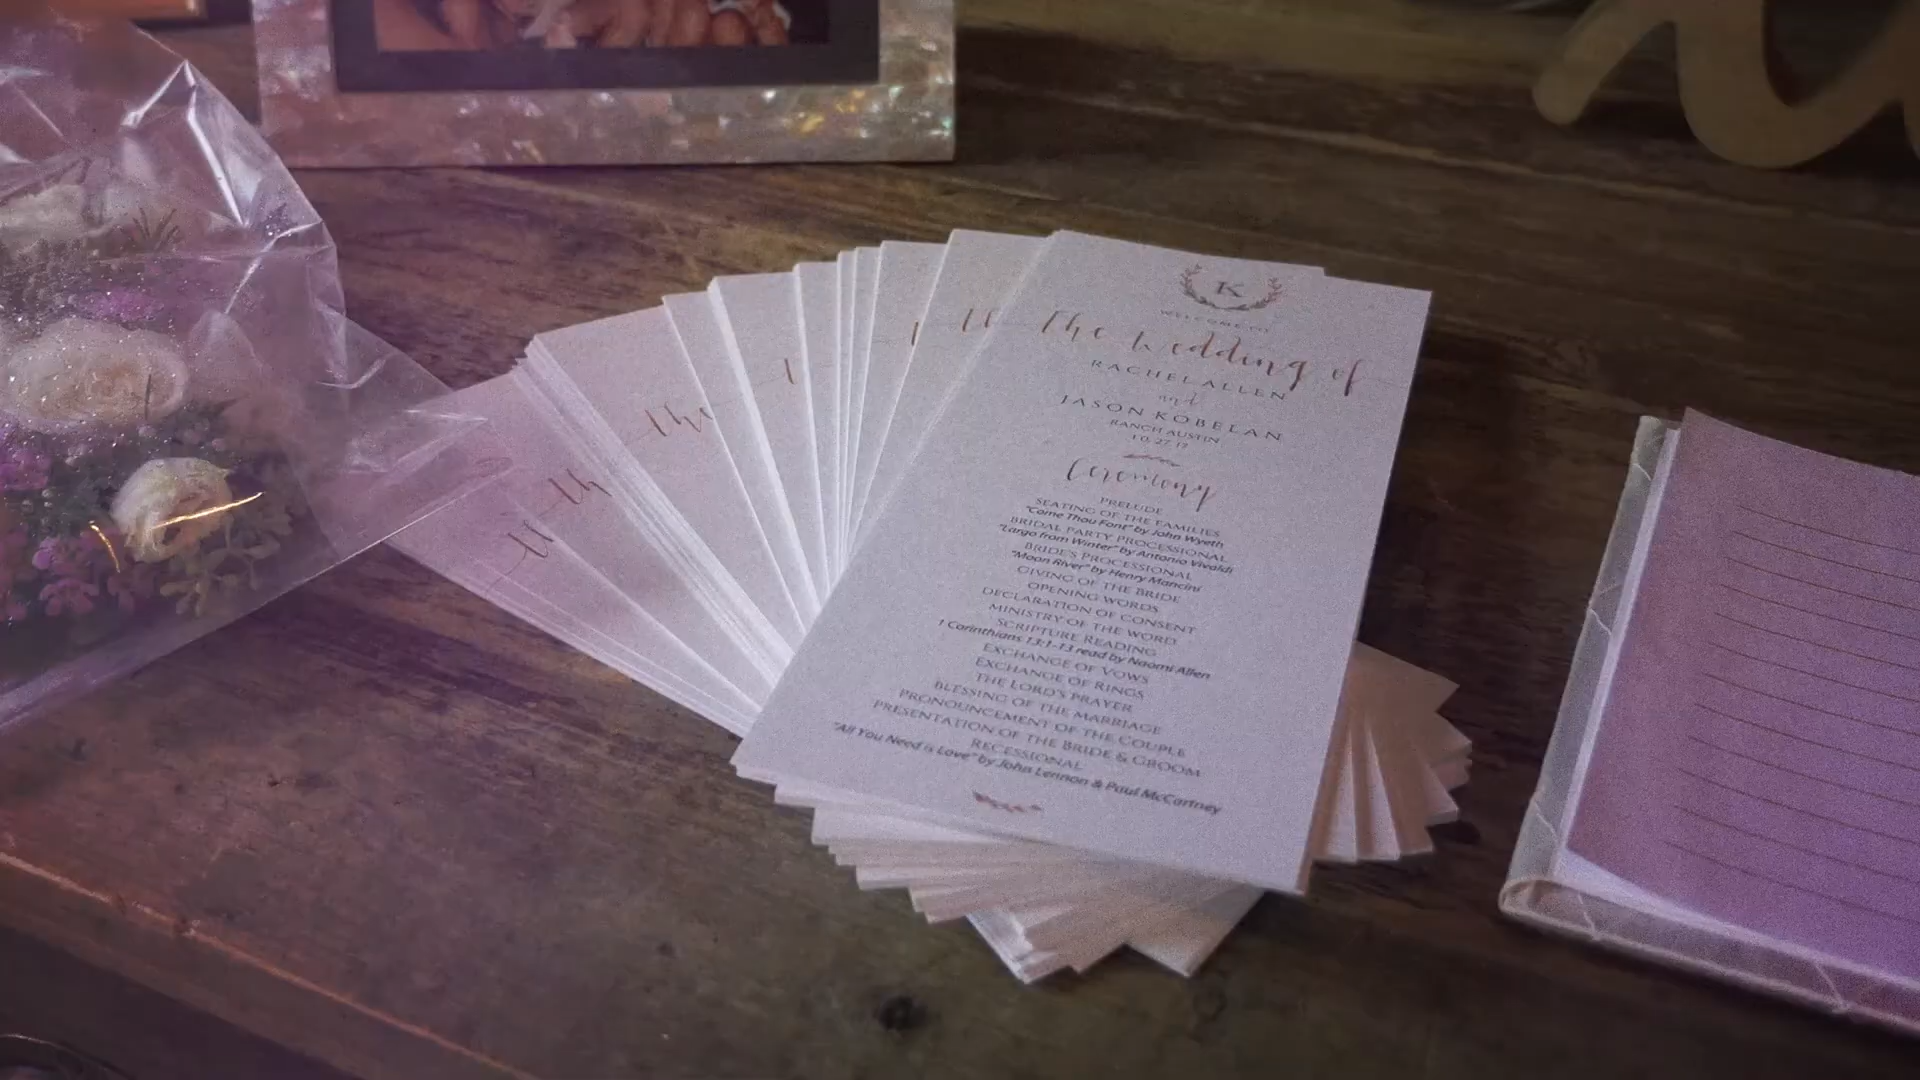 K
WELCOME TO
the Wedding of
RACHEL ALLEN
and
JASON KOBELAN
RANCH AUSTIN
Ceremony
PRELUDE
SEATING OF THE FAMILIES
"Come Thou Font" by John Wyeth
BRIDAL PARTY PROCESSIONAL
"Largo from Winter" by Antonio Vivaldi
BRIDE'S PROCESSIONAL
"Moon River" by Henry Mancini
GIVING OF THE BRIDE
OPENING WORDS
DECLARATION OF CONSENT
MINISTRY OF THE WORD
SCRIPTURE READING
1 Corinthians 13:1-13 read by Naomi Allen
EXCHANGE OF VOWS
EXCHANGE OF RINGS
THE LORD'S PRAYER
BLESSING OF THE MARRIAGE
PRONOUNCEMENT OF THE COUPLE
PRESENTATION OF THE BRIDE & GROOM
RECESSIONAL
"All You Need is Love" by John Lennon & Paul McCartney